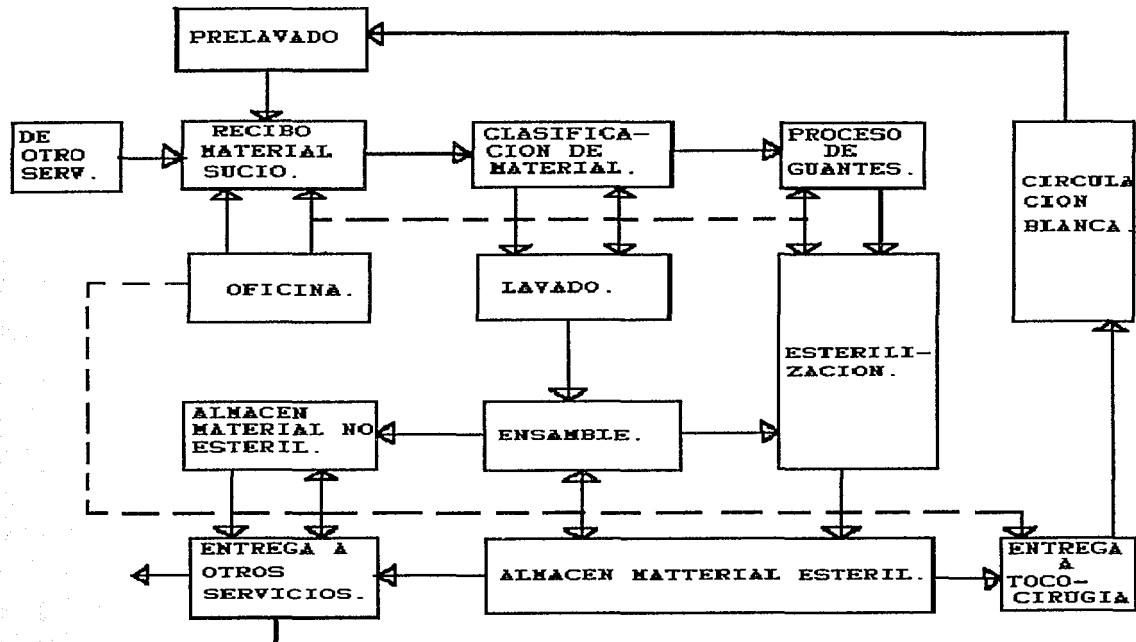 PRELAVADO
DE
OTRO
SERV.
RECIBO
MATERIAL
SUCIO.
CLASIFICA-
CION DE
MATERIAL.
PROCESO
DE
GUANTES.
CIRCULA
CION
BLANCA.
OFICINA.
LAVADO.
ESTERILI-
ZACION.
ALMACEN
MATERIAL NO
ESTERIL.
ENSAMBLE.
ENTREGA A
OTROS
SERVICIOS.
ALMACEN MATTERIAL ESTERIL.
ENTREGA
A
TOCO-
CIRUGIA